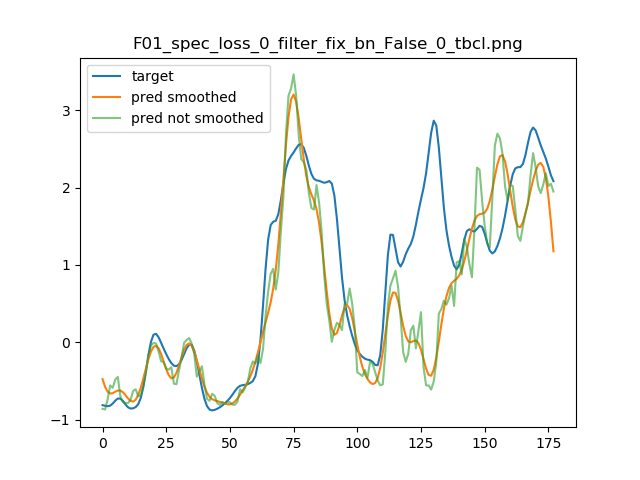 F01_spec_loss_0_filter_fix_bn_False_0_tbcl.png
target
pred smoothed
pred not smoothed
3
2
1
0
−1
0 25 50 75 100 125 150 175